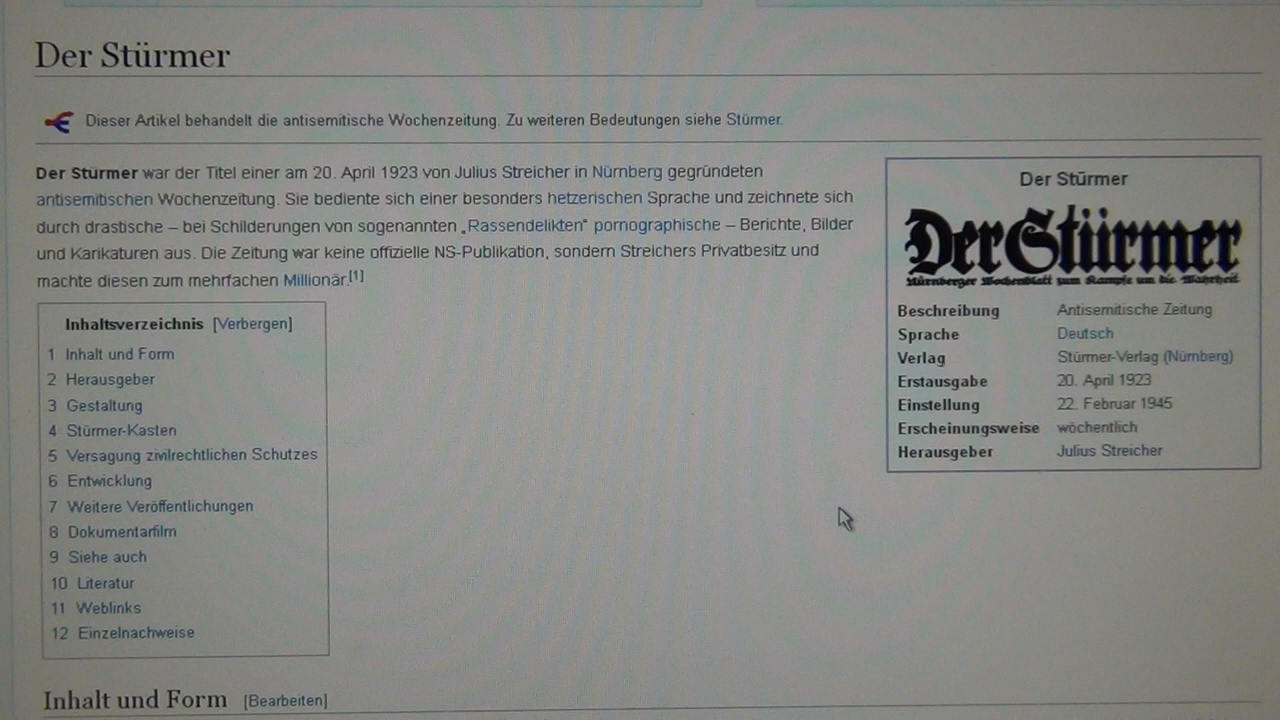 Der Stürmer
Dieser Artikel behandelt die antisemitische Wochenzeitung. Zu weiteren Bedeutungen siehe Stürmer.
Der Stürmer war der Titel einer am 20. April 1923 von Julius Streicher in Nürnberg gegründeten
antisemitischen Wochenzeitung. Sie bediente sich einer besonders hetzerischen Sprache und zeichnete sich
durch drastische – bei Schilderungen von sogenannten „Rassendelikten“ pornographische – Berichte, Bilder
und Karikaturen aus. Die Zeitung war keine offizielle NS-Publikation, sondern Streichers Privatbesitz und
machte diesen zum mehrfachen Millionär.[1]
Inhaltsverzeichnis [Verbergen]
1 Inhalt und Form
2 Herausgeber
3 Gestaltung
4 Stürmer-Kasten
5 Versagung zivilrechtlichen Schutzes
6 Entwicklung
7 Weitere Veröffentlichungen
8 Dokumentarfilm
9 Siehe auch
10 Literatur
11 Weblinks
12 Einzelnachweise
Der Stürmer
Der Stürmer
Nürnberger Wochenblatt zum Kampfe um die Wahrheit
Beschreibung Antisemitische Zeitung
Sprache Deutsch
Verlag Stürmer-Verlag (Nürnberg)
Erstausgabe 20. April 1923
Einstellung 22. Februar 1945
Erscheinungsweise wöchentlich
Herausgeber Julius Streicher
Inhalt und Form [Bearbeiten]